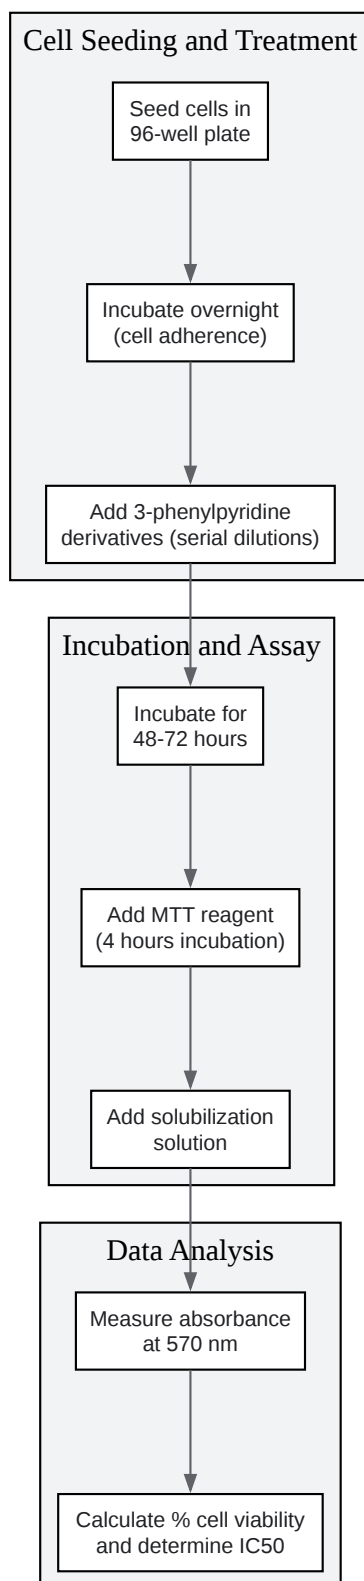 Cell Seeding and Treatment
Seed cells in
96-well plate
Incubate overnight
(cell adherence)
Add 3-phenylpyridine
derivatives (serial dilutions)
Incubation and Assay
Incubate for
48-72 hours
Add MTT reagent
(4 hours incubation)
Add solubilization
solution
Data Analysis
Measure absorbance
at 570 nm
Calculate % cell viability
and determine IC50